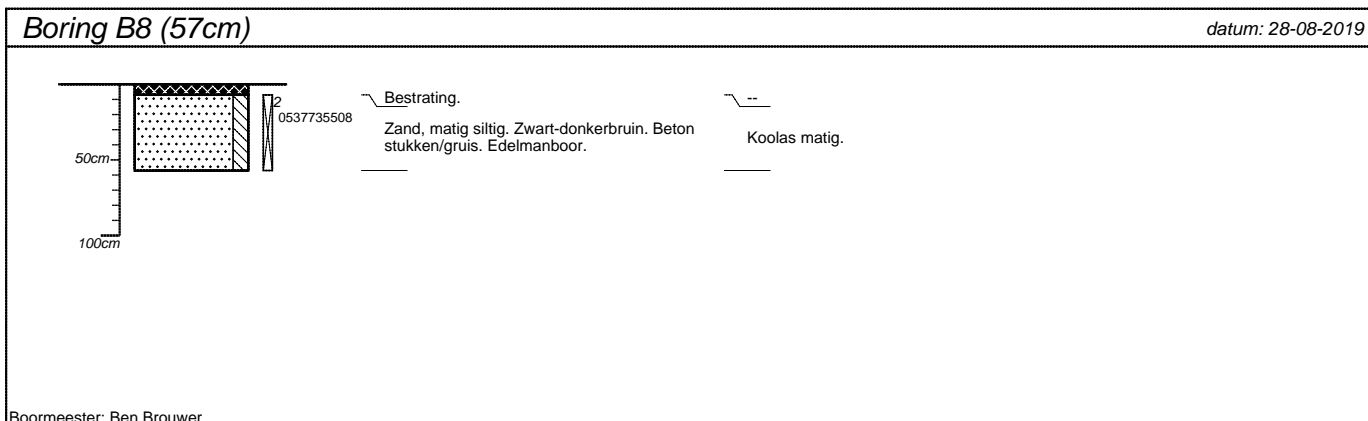 Boring B8 (57cm)
datum: 28-08-2019
2
0537735508
50cm
100cm
Bestrating.
Zand, matig siltig. Zwart-donkerbruin. Beton
stukken/gruis. Edelmanboor.
--
Koolas matig.
Boormeester: Ben Brouwer